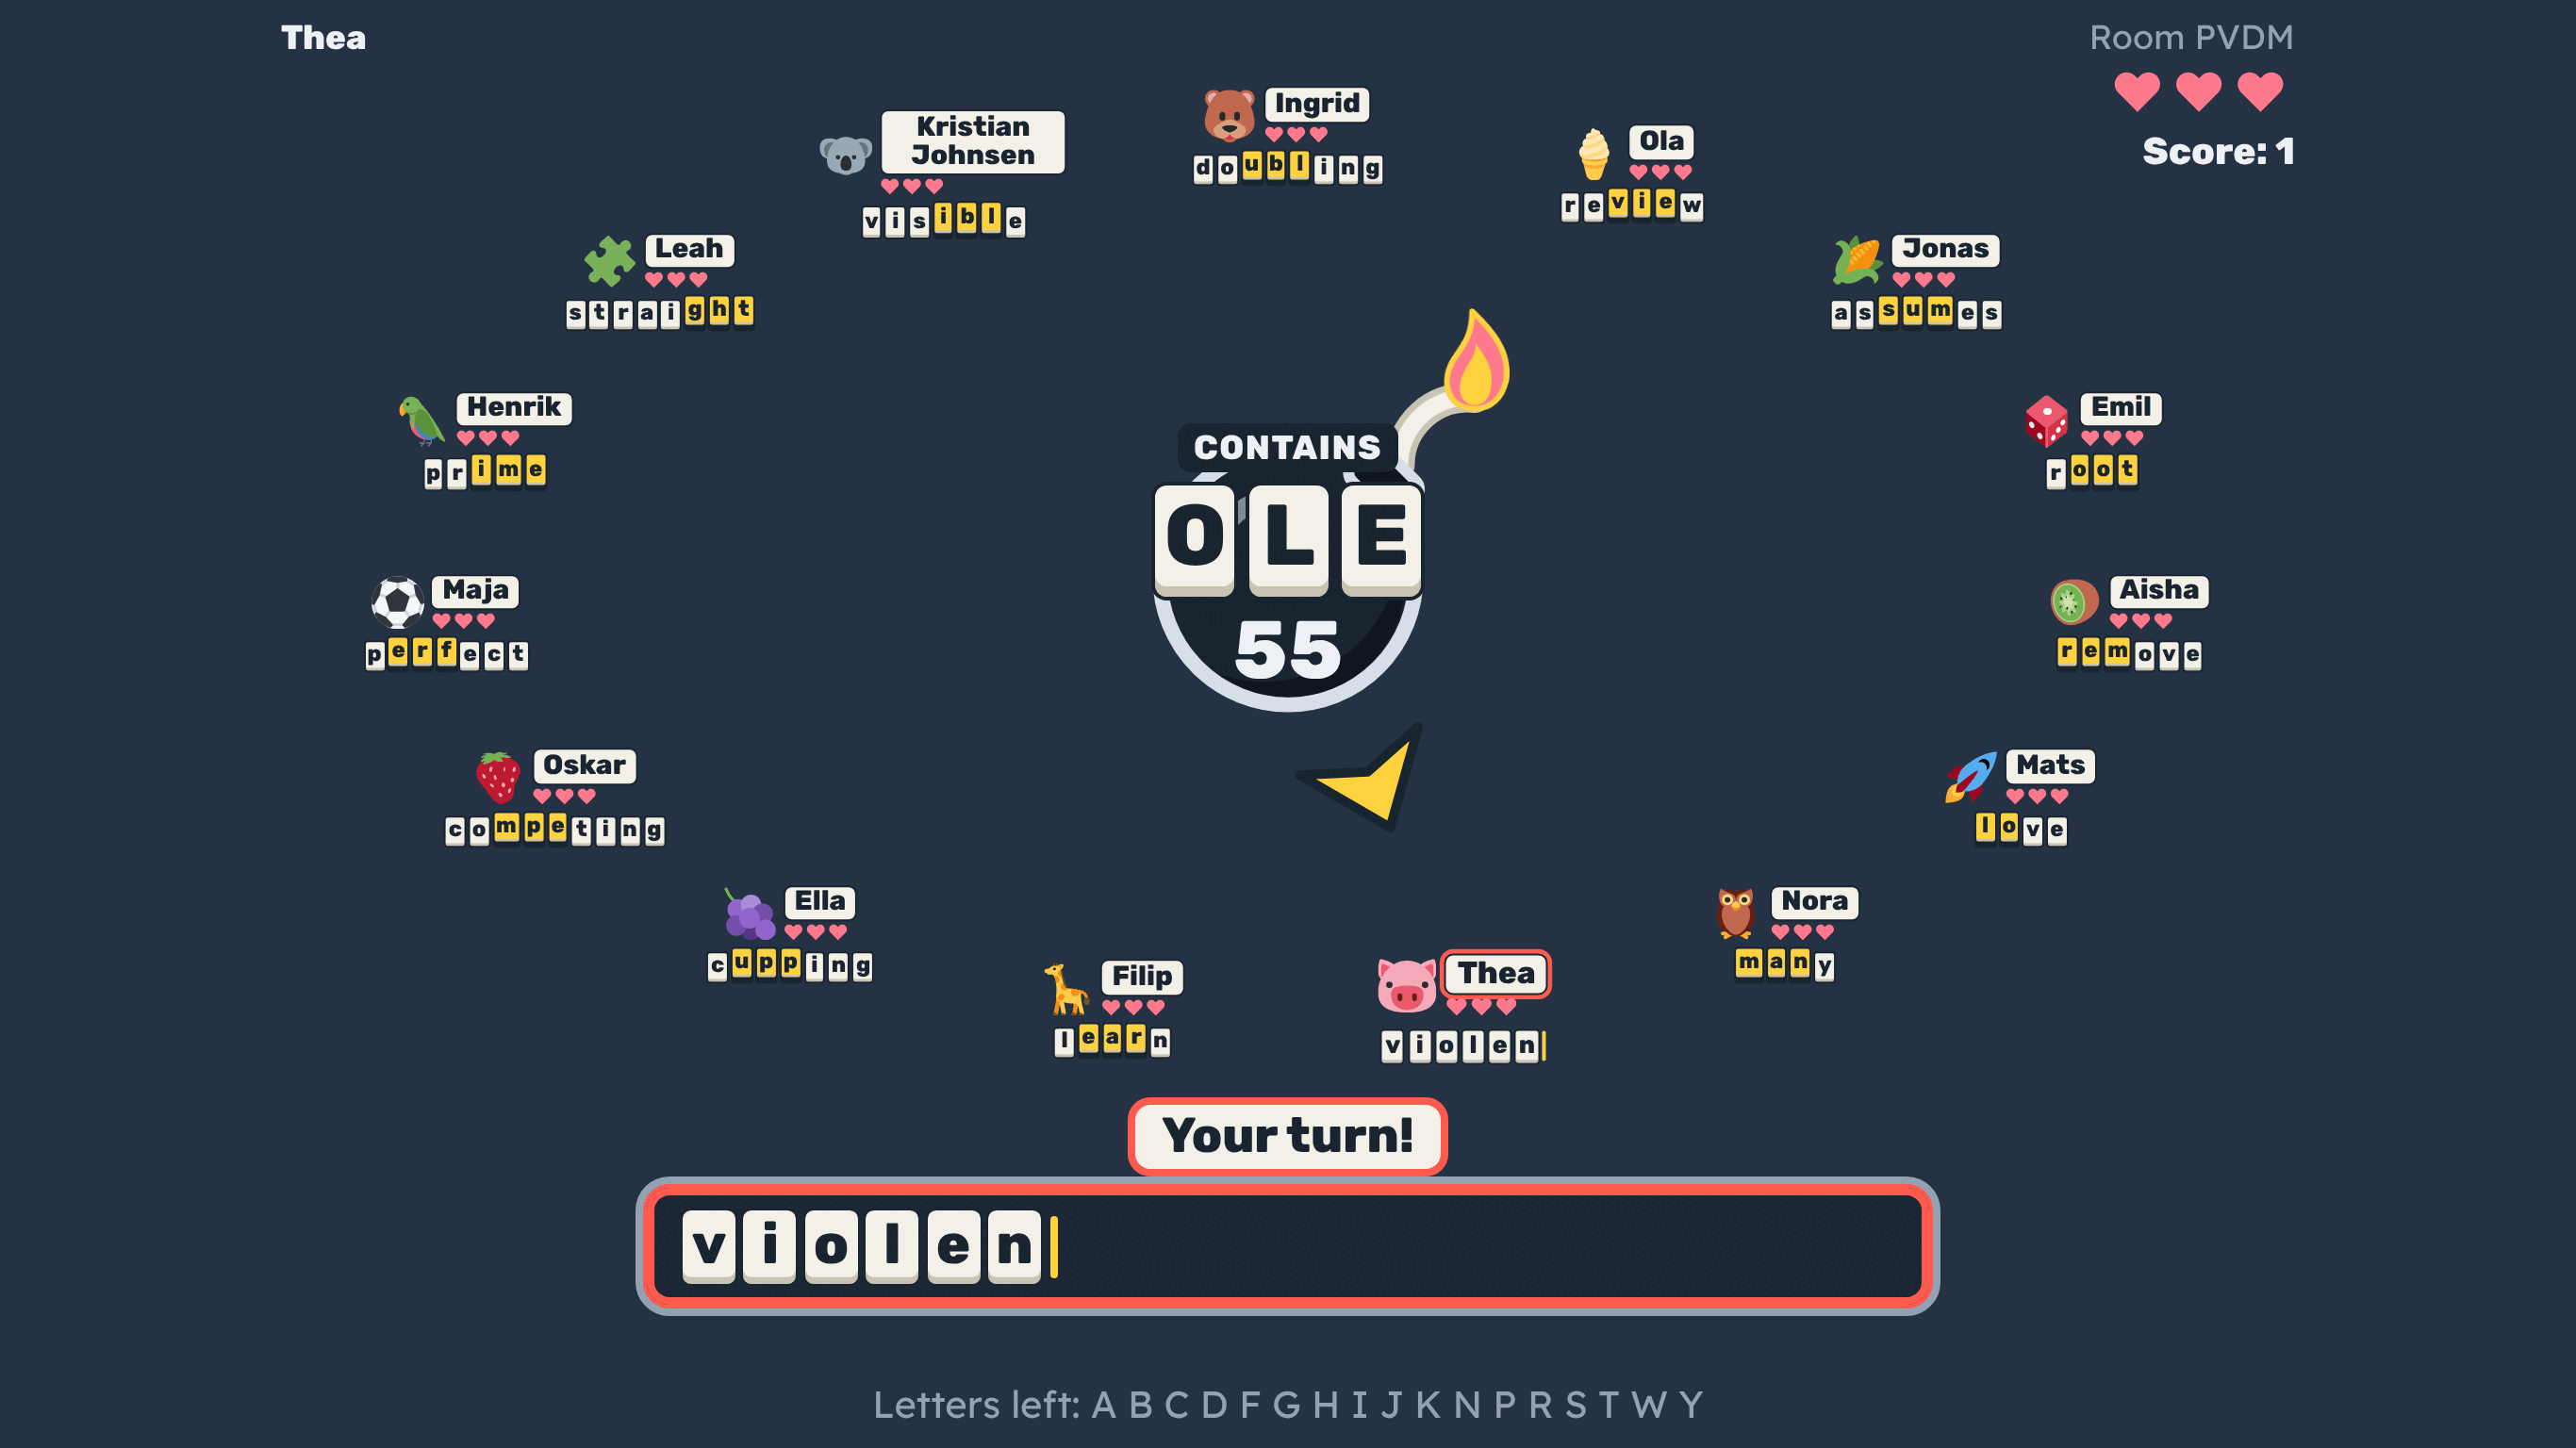 Thea
Room PVDM
Score: 1
Ingrid
doubling
Kristian
Johnsen
visible
Ola
review
Leah
straight
Jonas
assumes
Henrik
prime
Emil
root
CONTAINS
OLE
55
Maja
perfect
Aisha
remove
Oskar
competing
Mats
love
Ella
cupping
Nora
many
Filip
learn
Thea
violen
Your turn!
violen
Letters left: A B C D F G H I J K N P R S T W Y